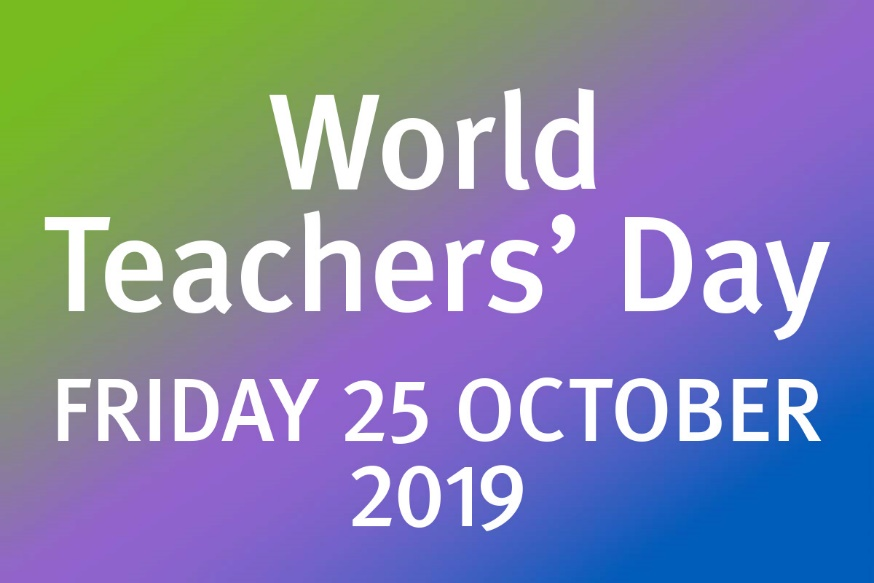 World
Teachers’ Day
FRIDAY 25 OCTOBER
2019